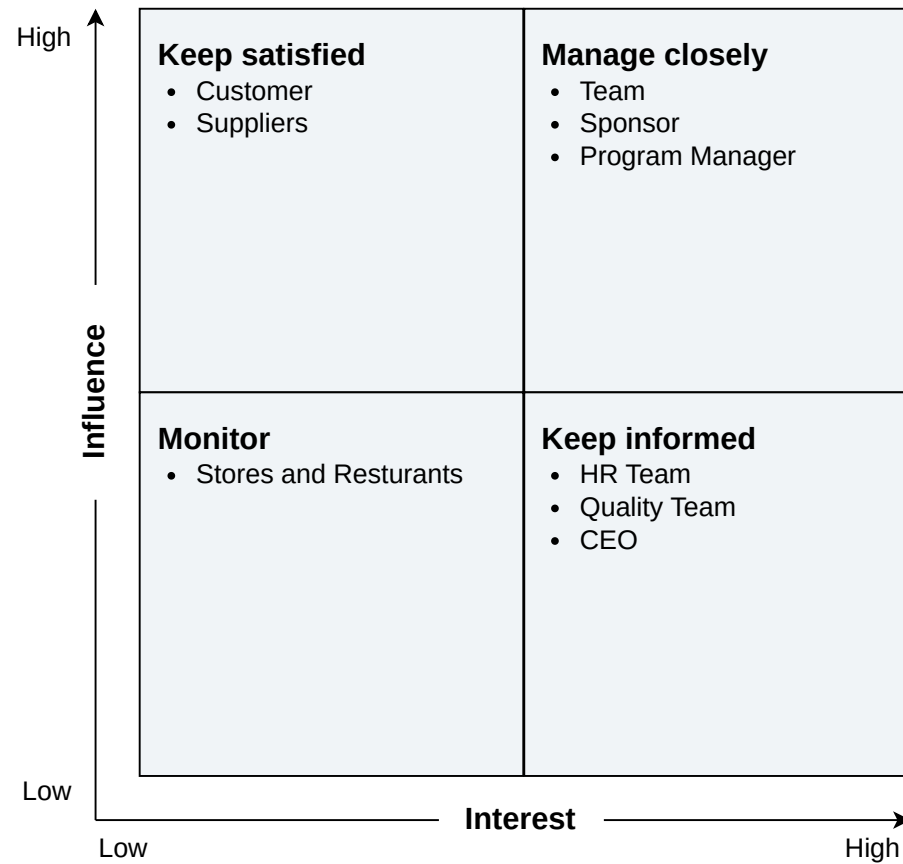 High
Keep satisfied
• Customer
• Suppliers
Manage closely
• Team
• Sponsor
• Program Manager
Influence
Monitor
• Stores and Resturants
Keep informed
• HR Team
• Quality Team
• CEO
Low
Interest
Low
High